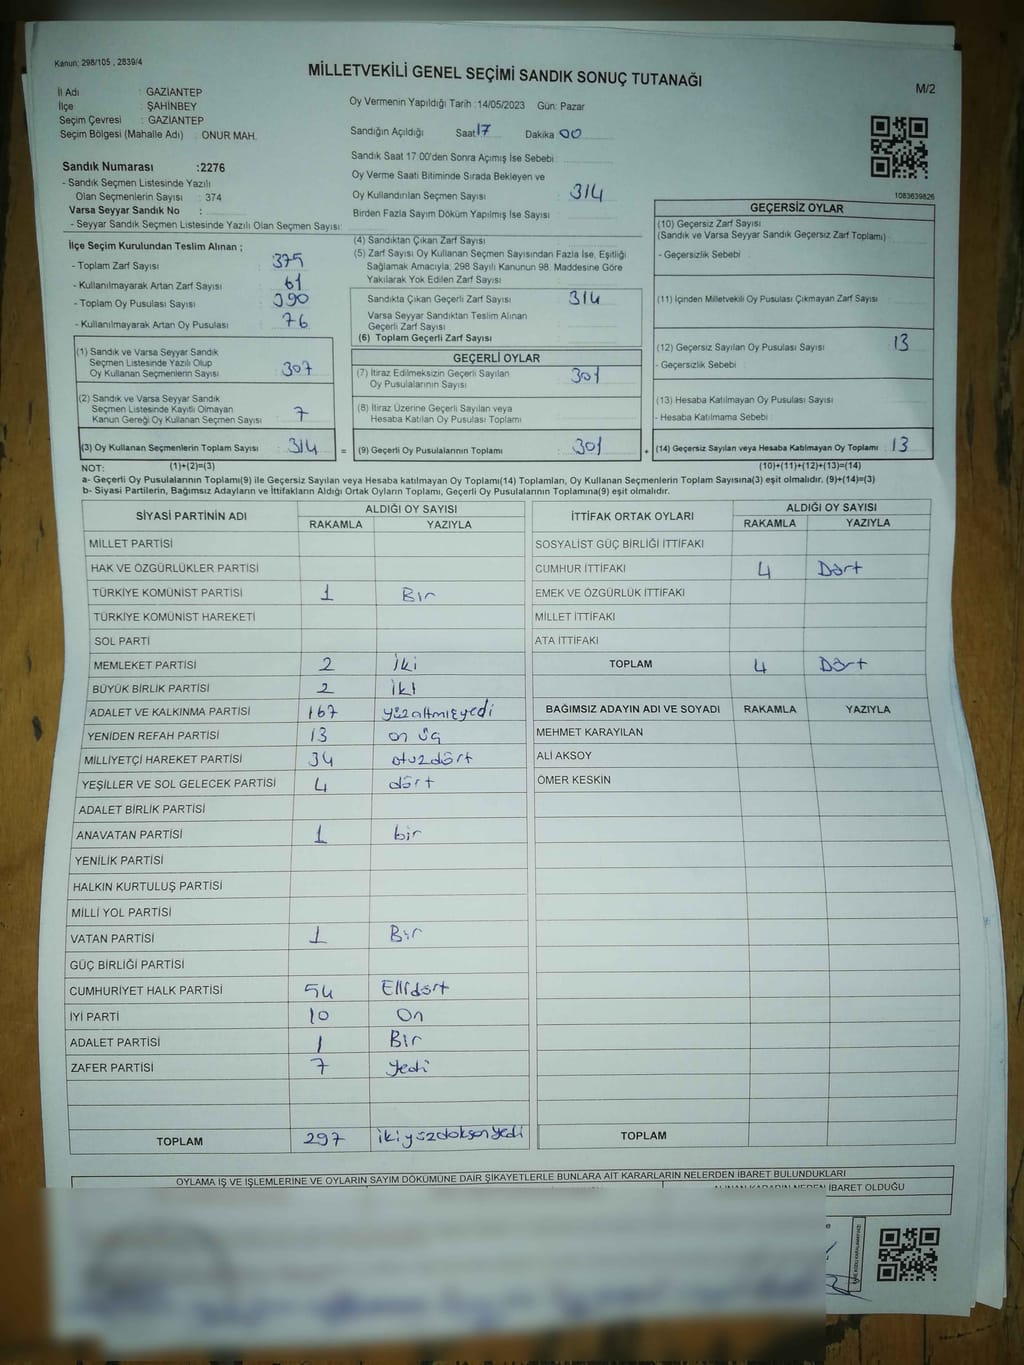 Kanun; 298/105 , 2839/4
MİLLETVEKİLİ GENEL SEÇİMİ SANDIK SONUÇ TUTANAĞI
M/2
İl Adı : GAZİANTEP
İlçe : ŞAHİNBEY
Seçim Çevresi : GAZİANTEP
Seçim Bölgesi (Mahalle Adı) : ONUR MAH.
Oy Vermenin Yapıldığı Tarih :14/05/2023 Gün: Pazar
Sandığın Açıldığı Saat 17 Dakika 00
Sandık Saat 17:00'den Sonra Açımış İse Sebebi :
Oy Verme Saati Bitiminde Sırada Bekleyen ve
Oy Kullandırılan Seçmen Sayısı : 314
Birden Fazla Sayım Döküm Yapılmış İse Sayısı :
1083639826
Sandık Numarası :2276
- Sandık Seçmen Listesinde Yazılı
Olan Seçmenlerin Sayısı : 374
Varsa Seyyar Sandık No :
- Seyyar Sandık Seçmen Listesinde Yazılı Olan Seçmen Sayısı:
İlçe Seçim Kurulundan Teslim Alınan ;
- Toplam Zarf Sayısı : 375
- Kullanılmayarak Artan Zarf Sayısı : 61
- Toplam Oy Pusulası Sayısı : 390
- Kullanılmayarak Artan Oy Pusulası : 76
(4) Sandıktan Çıkan Zarf Sayısı :
(5) Zarf Sayısı Oy Kullanan Seçmen Sayısından Fazla İse, Eşitliği
Sağlamak Amacıyla; 298 Sayılı Kanunun 98. Maddesine Göre
Yakılarak Yok Edilen Zarf Sayısı :
Sandıkta Çıkan Geçerli Zarf Sayısı : 314
Varsa Seyyar Sandıktan Teslim Alınan
Geçerli Zarf Sayısı :
(6) Toplam Geçerli Zarf Sayısı :
GEÇERSİZ OYLAR
(10) Geçersiz Zarf Sayısı
(Sandık ve Varsa Seyyar Sandık Geçersiz Zarf Toplamı) :
- Geçersizlik Sebebi :
(11) İçinden Milletvekili Oy Pusulası Çıkmayan Zarf Sayısı :
(12) Geçersiz Sayılan Oy Pusulası Sayısı : 13
- Geçersizlik Sebebi :
(13) Hesaba Katılmayan Oy Pusulası Sayısı :
- Hesaba Katılmama Sebebi :
(14) Geçersiz Sayılan veya Hesaba Katılmayan Oy Toplamı : 13
(1) Sandık ve Varsa Seyyar Sandık
Seçmen Listesinde Yazılı Olup
Oy Kullanan Seçmenlerin Sayısı : 307
(2) Sandık ve Varsa Seyyar Sandık
Seçmen Listesinde Kayıtlı Olmayan
Kanun Gereği Oy Kullanan Seçmen Sayısı : 7
(3) Oy Kullanan Seçmenlerin Toplam Sayısı : 314 =
GEÇERLİ OYLAR
(7) İtiraz Edilmeksizin Geçerli Sayılan
Oy Pusulalarının Sayısı : 301
(8) İtiraz Üzerine Geçerli Sayılan veya
Hesaba Katılan Oy Pusulası Toplamı :
(9) Geçerli Oy Pusulalarının Toplamı : 301 +
NOT: (1)+(2)=(3) (10)+(11)+(12)+(13)=(14)
a- Geçerli Oy Pusulalarının Toplamı(9) ile Geçersiz Sayılan veya Hesaba katılmayan Oy Toplamı(14) Toplamları, Oy Kullanan Seçmenlerin Toplam Sayısına(3) eşit olmalıdır. (9)+(14)=(3)
b- Siyasi Partilerin, Bağımsız Adayların ve İttifakların Aldığı Ortak Oyların Toplamı, Geçerli Oy Pusulalarının Toplamına(9) eşit olmalıdır.
SİYASİ PARTİNİN ADI ALDIĞI OY SAYISI
RAKAMLA YAZIYLA
MİLLET PARTİSİ
HAK VE ÖZGÜRLÜKLER PARTİSİ
TÜRKİYE KOMÜNİST PARTİSİ 1 Bir
TÜRKİYE KOMÜNİST HAREKETİ
SOL PARTİ
MEMLEKET PARTİSİ 2 iki
BÜYÜK BİRLİK PARTİSİ 2 iki
ADALET VE KALKINMA PARTİSİ 167 yüzaltmışyedi
YENİDEN REFAH PARTİSİ 13 on üç
MİLLİYETÇİ HAREKET PARTİSİ 34 otuzdört
YEŞİLLER VE SOL GELECEK PARTİSİ 4 dört
ADALET BİRLİK PARTİSİ
ANAVATAN PARTİSİ 1 bir
YENİLİK PARTİSİ
HALKIN KURTULUŞ PARTİSİ
MİLLİ YOL PARTİSİ
VATAN PARTİSİ 1 Bir
GÜÇ BİRLİĞİ PARTİSİ
CUMHURİYET HALK PARTİSİ 54 Ellidört
İYİ PARTİ 10 On
ADALET PARTİSİ 1 Bir
ZAFER PARTİSİ 7 yedi
TOPLAM 297 ikiyüzdoksanyedi
İTTİFAK ORTAK OYLARI ALDIĞI OY SAYISI
RAKAMLA YAZIYLA
SOSYALİST GÜÇ BİRLİĞİ İTTİFAKI
CUMHUR İTTİFAKI 4 Dört
EMEK VE ÖZGÜRLÜK İTTİFAKI
MİLLET İTTİFAKI
ATA İTTİFAKI
TOPLAM 4 Dört
BAĞIMSIZ ADAYIN ADI VE SOYADI RAKAMLA YAZIYLA
MEHMET KARAYILAN
ALİ AKSOY
ÖMER KESKİN
TOPLAM
OYLAMA İŞ VE İŞLEMLERİNE VE OYLARIN SAYIM DÖKÜMÜNE DAİR ŞİKAYETLERLE BUNLARA AİT KARARLARIN NELERDEN İBARET BULUNDUKLARI
ALINAN KARARIN NEDEN İBARET OLDUĞU